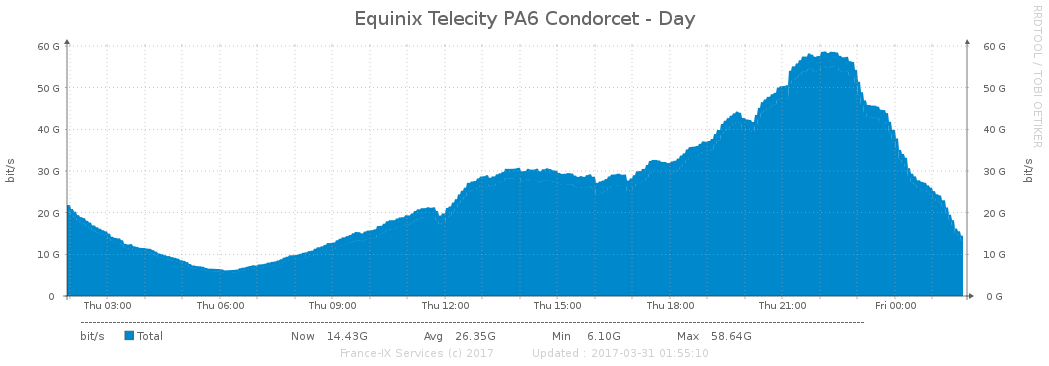 Equinix Telecity PA6 Condorcet - Day
RRDTOOL / TOBI OETIKER
60 G 60 G
50 G 50 G
40 G 40 G
30 G 30 G
20 G 20 G
10 G 10 G
0 0 G
bit/s
bit/s
Thu 03:00 Thu 06:00 Thu 09:00 Thu 12:00 Thu 15:00 Thu 18:00 Thu 21:00 Fri 00:00
bit/s Total Now 14.43G Avg 26.35G Min 6.10G Max 58.64G
France-IX Services (c) 2017 Updated : 2017-03-31 01:55:10